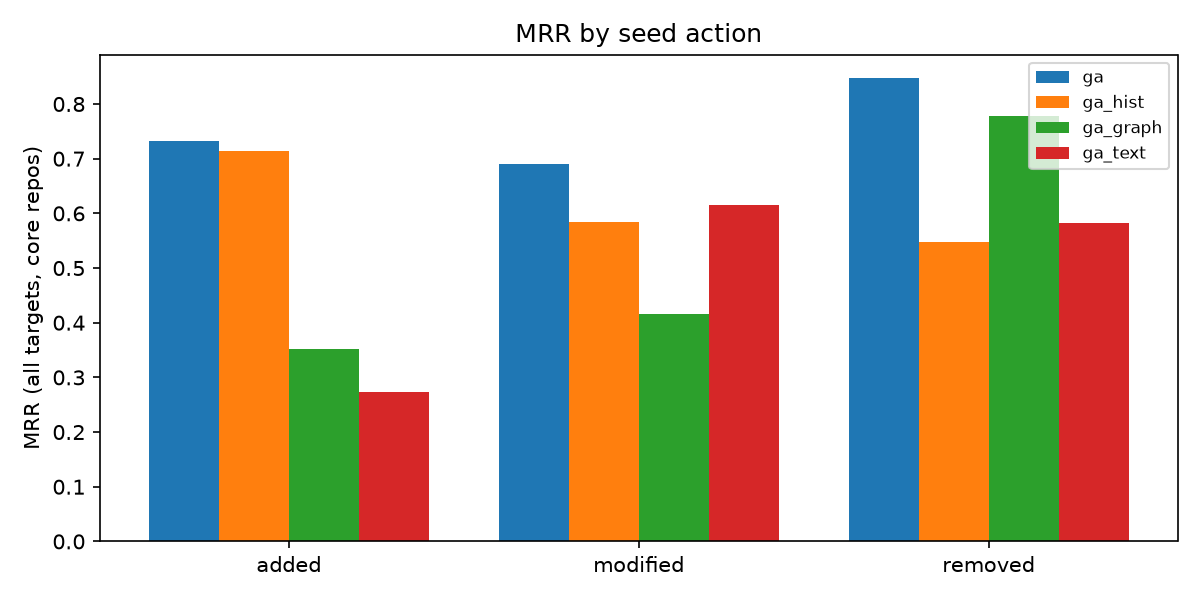 MRR by seed action
MRR (all targets, core repos)
0.8
0.7
0.6
0.5
0.4
0.3
0.2
0.1
0.0
ga
ga_hist
ga_graph
ga_text
added modified removed